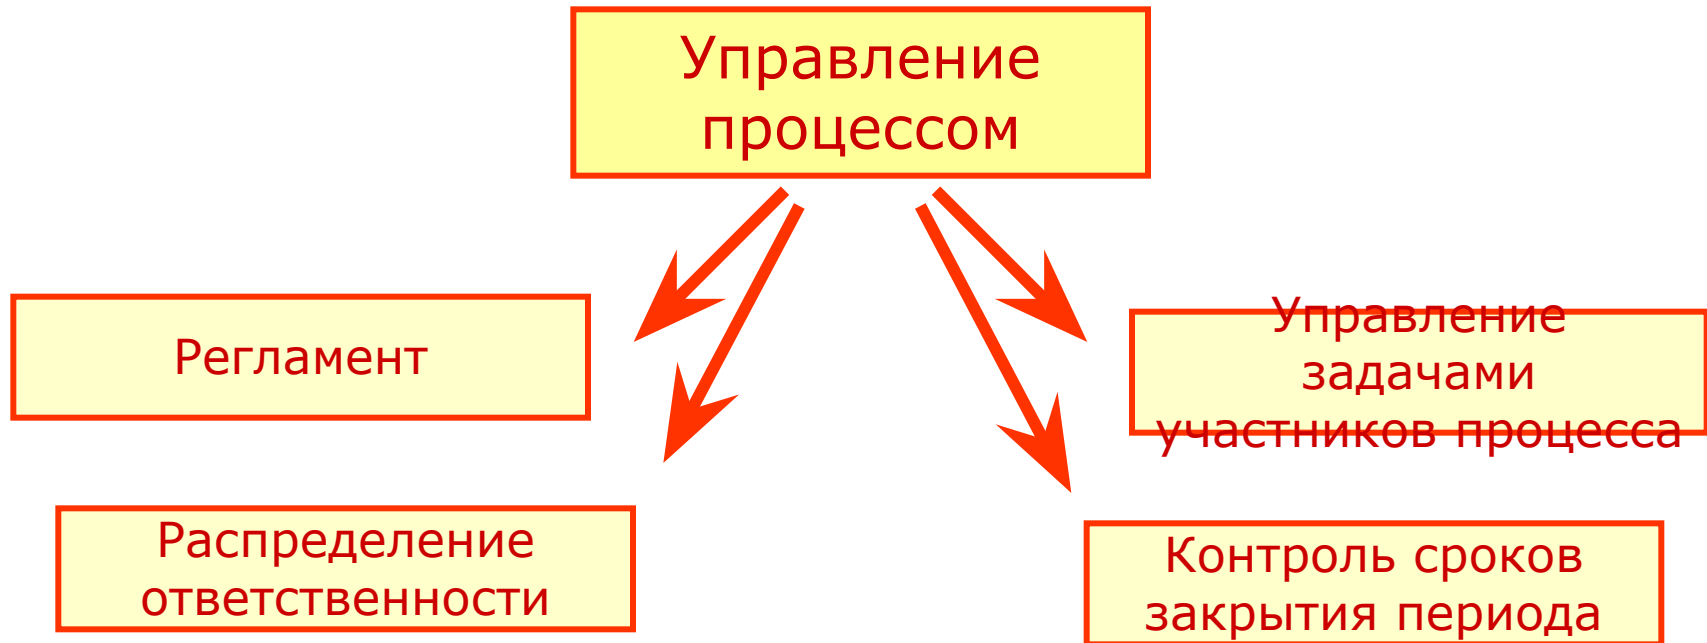 Управление
процессом
Регламент
Управление
задачами
участников процесса
Распределение
ответственности
Контроль сроков
закрытия периода